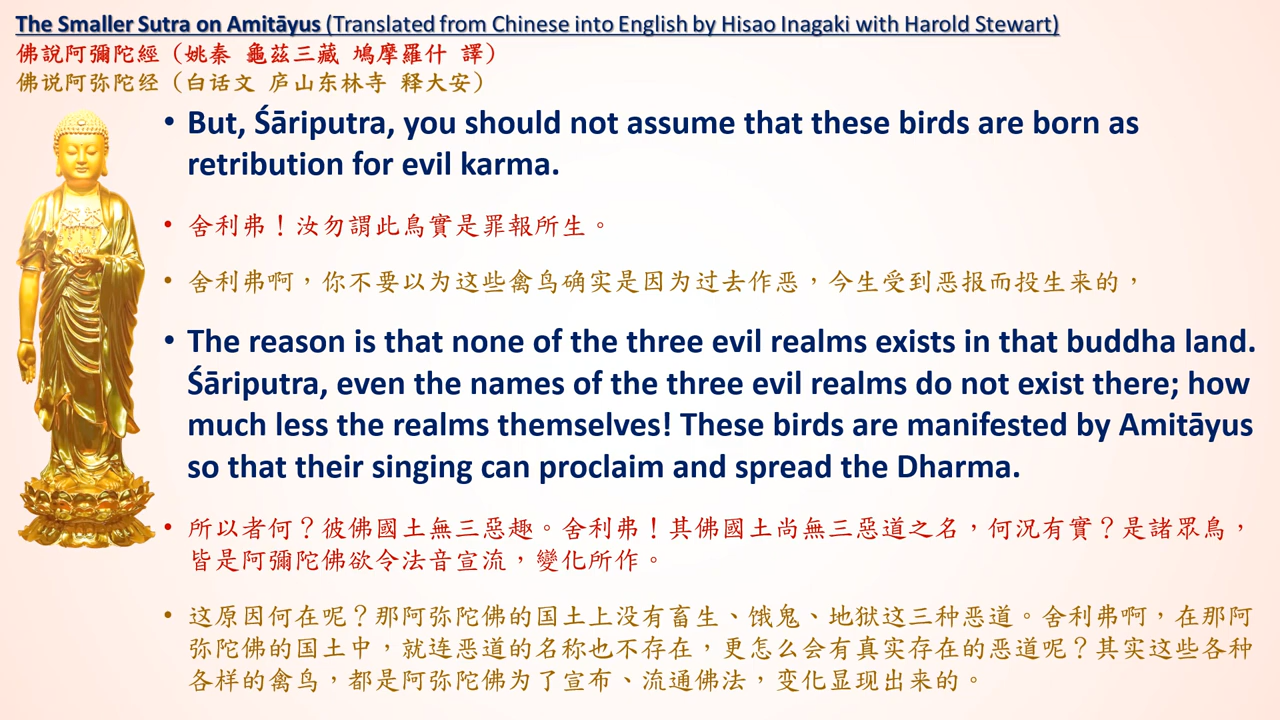 The Smaller Sutra on Amitāyus (Translated from Chinese into English by Hisao Inagaki with Harold Stewart)
佛說阿彌陀經（姚秦 龜茲三藏 鳩摩羅什 譯）
佛说阿弥陀经（白话文 庐山东林寺 释大安）
• But, Śāriputra, you should not assume that these birds are born as
retribution for evil karma.
• 舍利弗！汝勿謂此鳥實是罪報所生。
• 舍利弗啊，你不要以为这些禽鸟确实是因为过去作恶，今生受到恶报而投生来的，
• The reason is that none of the three evil realms exists in that buddha land.
Śāriputra, even the names of the three evil realms do not exist there; how
much less the realms themselves! These birds are manifested by Amitāyus
so that their singing can proclaim and spread the Dharma.
• 所以者何？彼佛國土無三惡趣。舍利弗！其佛國土尚無三惡道之名，何況有實？是諸眾鳥，
皆是阿彌陀佛欲令法音宣流，變化所作。
• 这原因何在呢？那阿弥陀佛的国土上没有畜生、饿鬼、地狱这三种恶道。舍利弗啊，在那阿
弥陀佛的国土中，就连恶道的名称也不存在，更怎么会有真实存在的恶道呢？其实这些各种
各样的禽鸟，都是阿弥陀佛为了宣布、流通佛法，变化显现出来的。